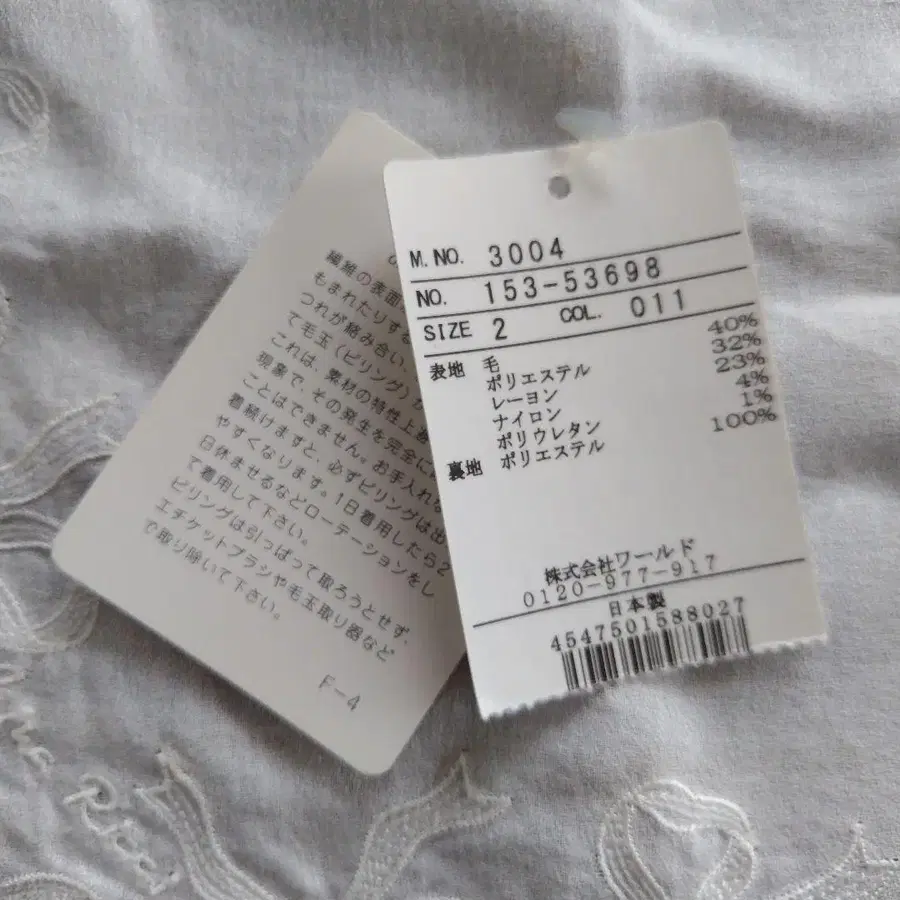 M. NO. 3004
NO. 153-53698
SIZE 2 COL. 011
表地 毛 40%
ポリエステル 32%
レーヨン 23%
ナイロン 4%
ポリウレタン 1%
裏地 ポリエステル 100%
株式会社ワールド
0120-977-917
日本製
4547501588027
繊維の表面
もまれたりする
つれが絡み合い、
て毛玉(ピリング)が
これは、素材の特性上
現象で、その発生を完全に
ことはできません。お手入れ
着続けますと、必ずピリングは出
やすくなります。1日着用したら2
日休ませるなどローテーションをし
て着用して下さい。
ピリングは引っぱって取ろうとせず、
エチケットブラシや毛玉取り器など
で取り除いて下さい。
F-4